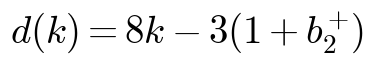 d(k) = 8k − 3(1 + b₂⁺)